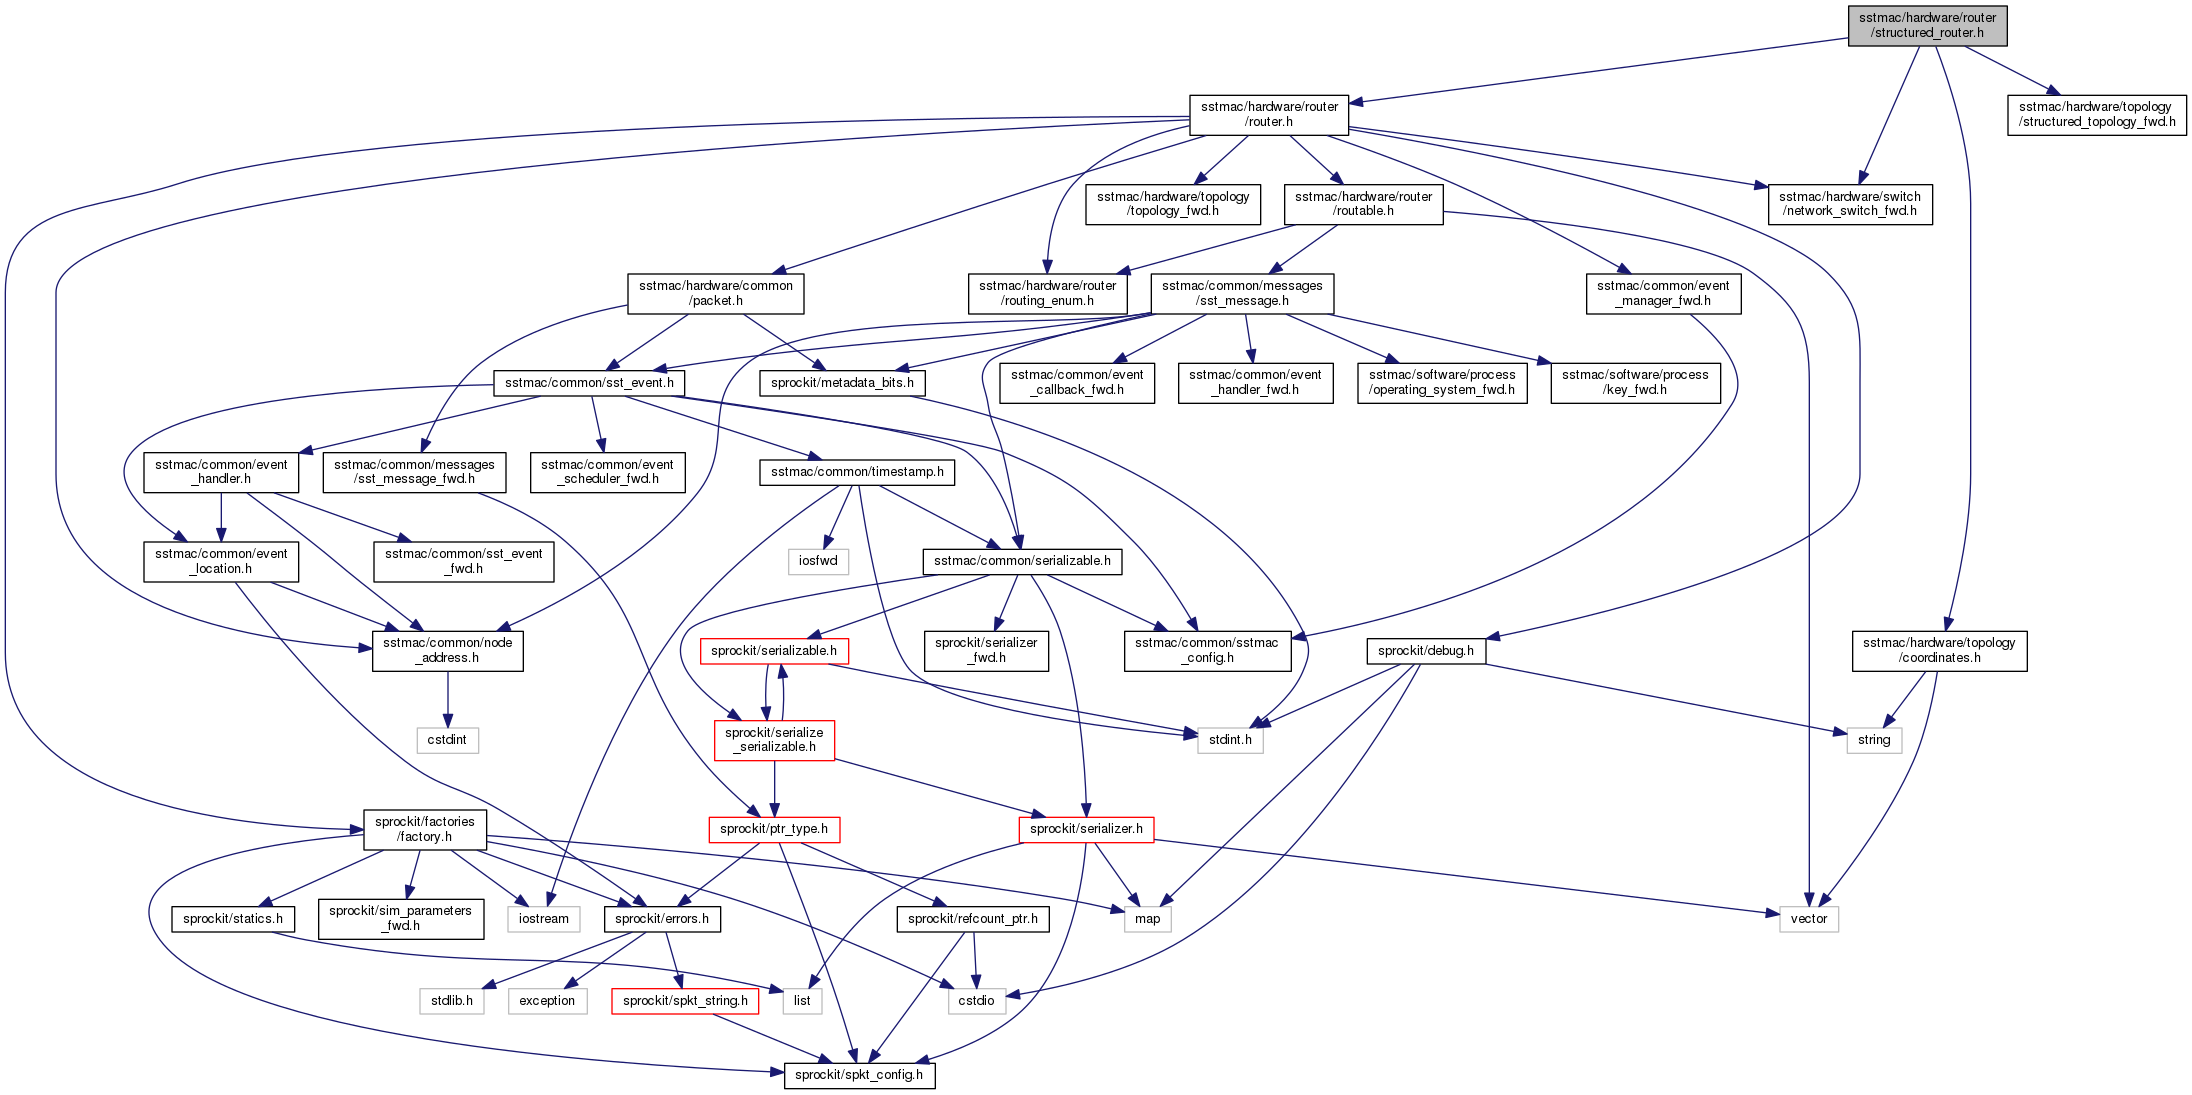 sstmac/hardware/router
/structured_router.h
sstmac/hardware/router
/router.h
sstmac/hardware/topology
/structured_topology_fwd.h
sstmac/hardware/topology
/topology_fwd.h
sstmac/hardware/router
/routable.h
sstmac/hardware/switch
/network_switch_fwd.h
sstmac/hardware/common
/packet.h
sstmac/hardware/router
/routing_enum.h
sstmac/common/messages
/sst_message.h
sstmac/common/event
_manager_fwd.h
sstmac/common/sst_event.h
sprockit/metadata_bits.h
sstmac/common/event
_callback_fwd.h
sstmac/common/event
_handler_fwd.h
sstmac/software/process
/operating_system_fwd.h
sstmac/software/process
/key_fwd.h
sstmac/common/event
_handler.h
sstmac/common/messages
/sst_message_fwd.h
sstmac/common/event
_scheduler_fwd.h
sstmac/common/timestamp.h
sstmac/common/event
_location.h
sstmac/common/sst_event
_fwd.h
iosfwd
sstmac/common/serializable.h
sstmac/common/node
_address.h
sprockit/serializable.h
sprockit/serializer
_fwd.h
sstmac/common/sstmac
_config.h
sprockit/debug.h
sstmac/hardware/topology
/coordinates.h
cstdint
sprockit/serialize
_serializable.h
stdint.h
string
sprockit/factories
/factory.h
sprockit/ptr_type.h
sprockit/serializer.h
sprockit/statics.h
sprockit/sim_parameters
_fwd.h
iostream
sprockit/errors.h
sprockit/refcount_ptr.h
map
vector
stdlib.h
exception
sprockit/spkt_string.h
list
cstdio
sprockit/spkt_config.h